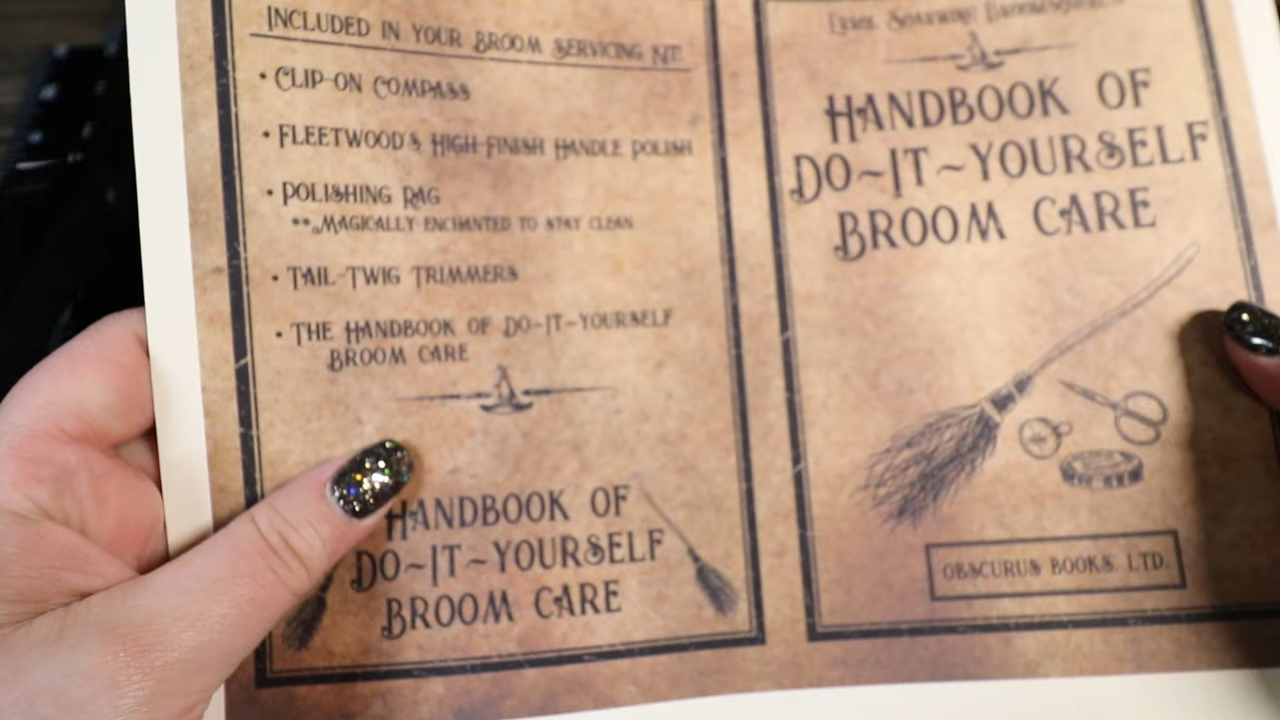 INCLUDED IN YOUR BROOM SERVICING KIT:
• CLIP-ON COMPASS
• FLEETWOOD'S HIGH-FINISH HANDLE POLISH
• POLISHING RAG
**MAGICALLY ENCHANTED TO STAY CLEAN
• TAIL-TWIG TRIMMERS
• THE HANDBOOK OF DO-IT-YOURSELF
BROOM CARE
HANDBOOK OF
DO~IT~YOURSELF
BROOM CARE
HANDBOOK OF
DO~IT~YOURSELF
BROOM CARE
OBSCURUS BOOKS, LTD.